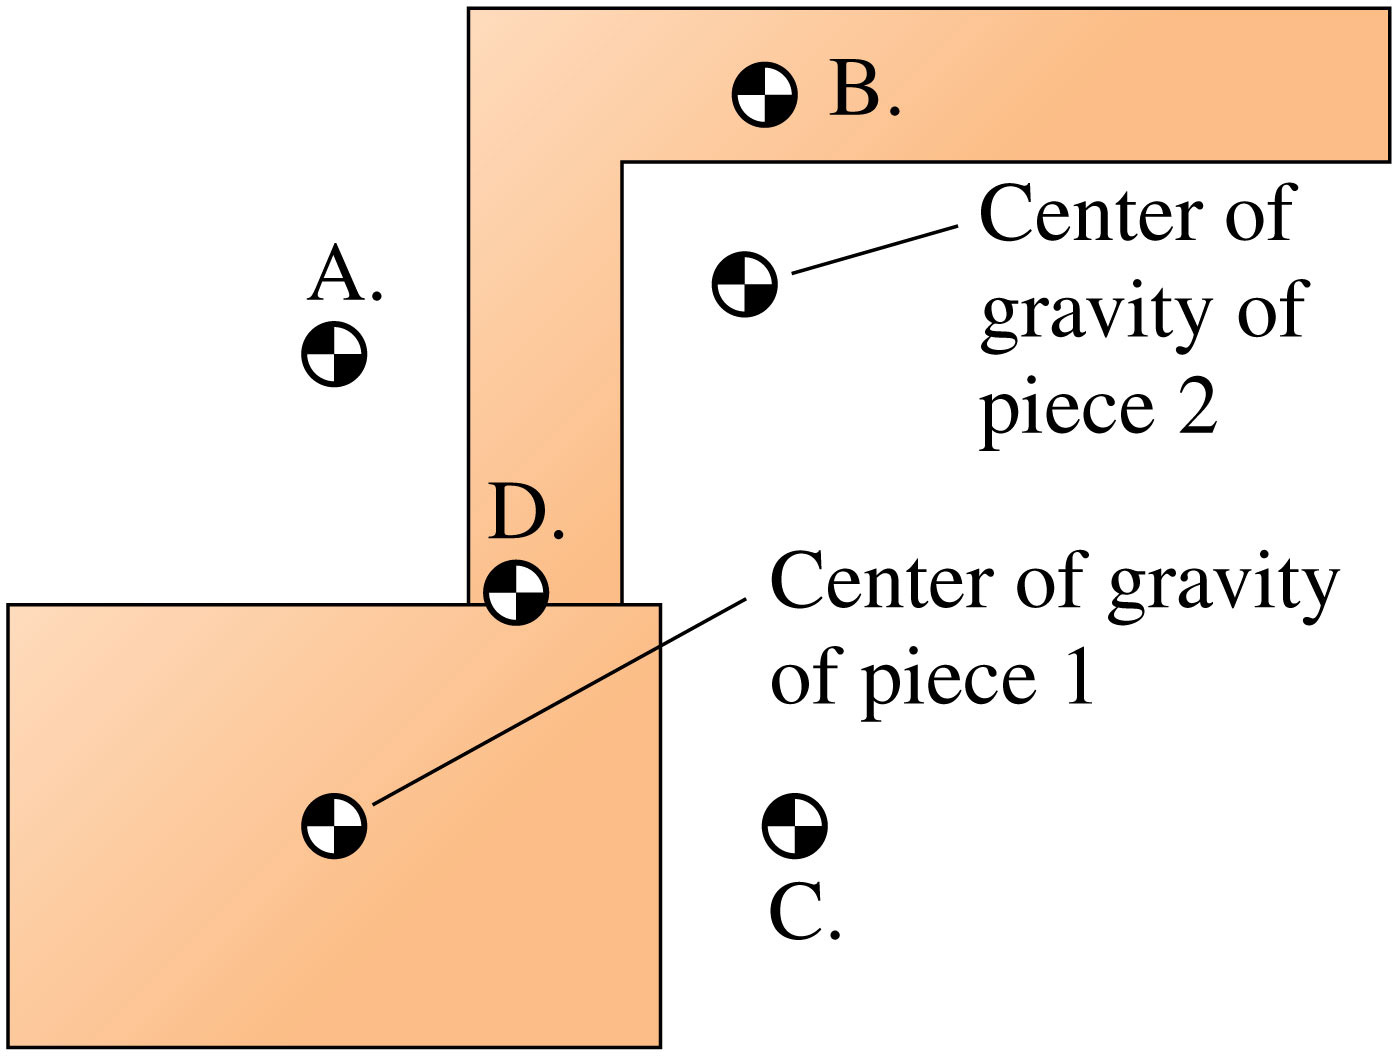 B.
Center of
gravity of
piece 2
A.
D.
Center of gravity
of piece 1
C.